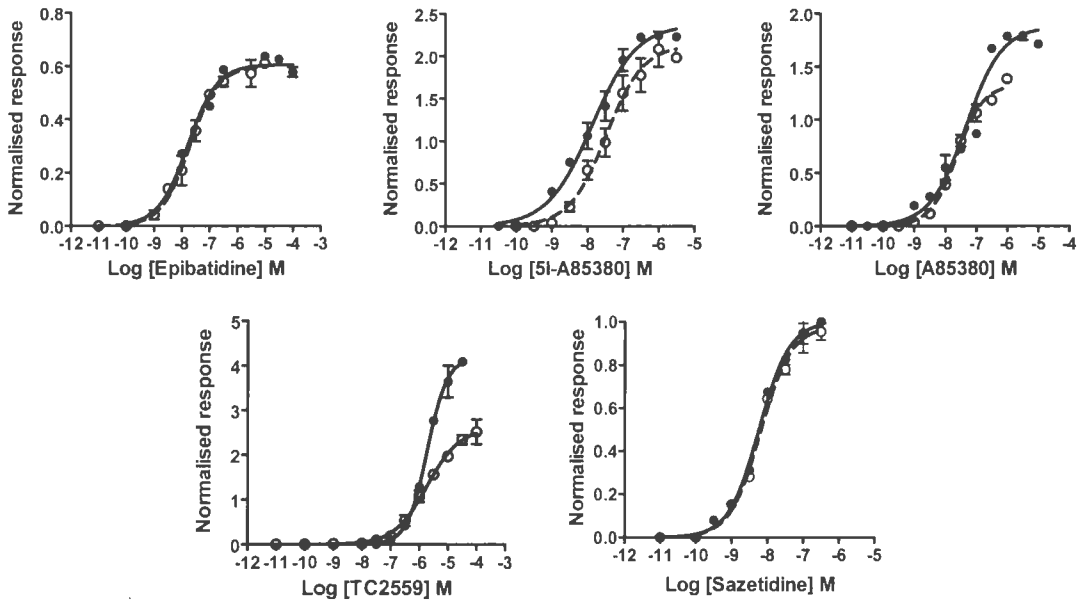 Normalised response
0.8
0.6
0.4
0.2
0.0
-12 -11 -10 -9 -8 -7 -6 -5 -4 -3
Log [Epibatidine] M
Normalised response
2.5
2.0
1.5
1.0
0.5
0.0
-12 -11 -10 -9 -8 -7 -6 -5
Log [5I-A85380] M
Normalised response
2.0
1.5
1.0
0.5
0.0
-12 -11 -10 -9 -8 -7 -6 -5 -4
Log [A85380] M
Normalised response
5
4
3
2
1
0
-12 -11 -10 -9 -8 -7 -6 -5 -4 -3
Log [TC2559] M
Normalised response
1.0
0.8
0.6
0.4
0.2
0.0
-12 -11 -10 -9 -8 -7 -6 -5
Log [Sazetidine] M